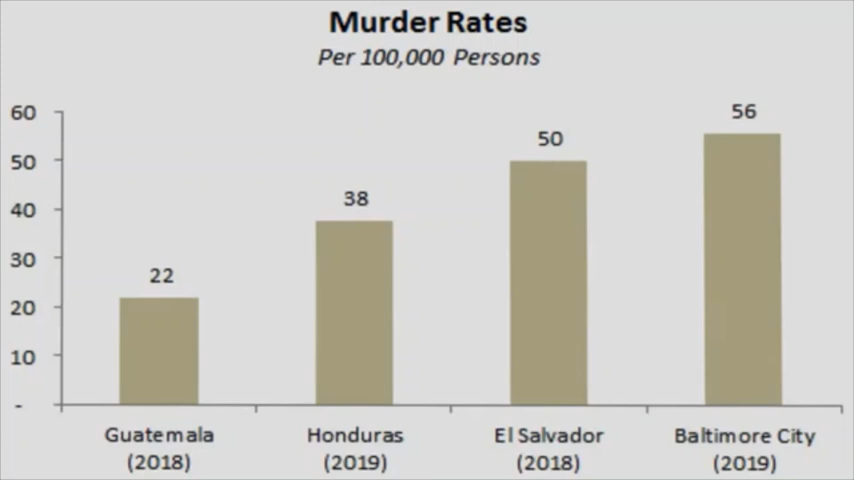 Murder Rates
Per 100,000 Persons
60
50
40
30
20
10
-
22
38
50
56
Guatemala
(2018)
Honduras
(2019)
El Salvador
(2018)
Baltimore City
(2019)